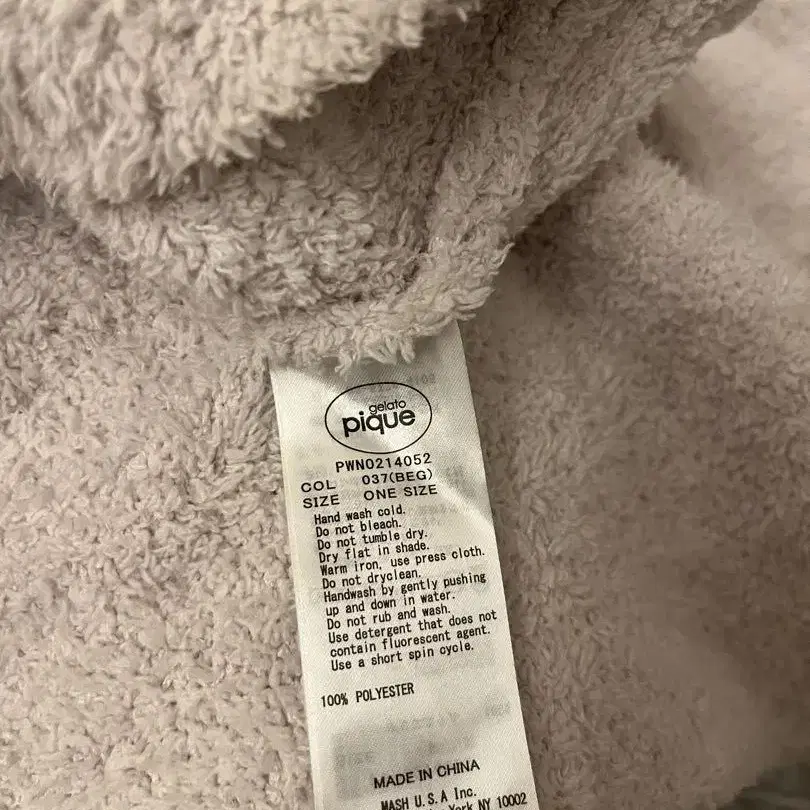 gelato
pique
PWNO214052
COL 037(BEG)
SIZE ONE SIZE
Hand wash cold.
Do not bleach.
Do not tumble dry.
Dry flat in shade.
Warm iron, use press cloth.
Do not dryclean.
Handwash by gently pushing
up and down in water.
Do not rub and wash.
Use detergent that does not
contain fluorescent agent.
Use a short spin cycle.
100% POLYESTER
MADE IN CHINA
MASH U.S.A Inc.
York NY 10002